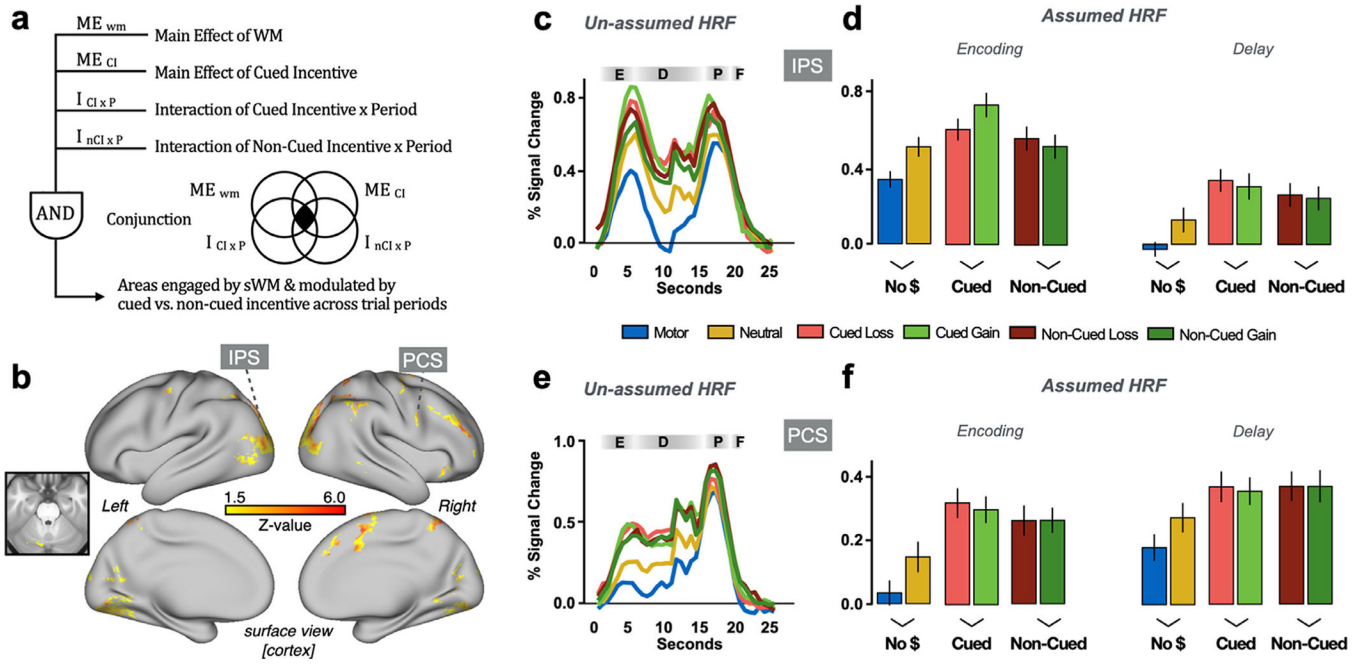 a
ME wm
Main Effect of WM
ME CI
Main Effect of Cued Incentive
I CI x P
Interaction of Cued Incentive x Period
I nCI x P
Interaction of Non-Cued Incentive x Period
AND
Conjunction
ME wm
ME CI
I CI x P
I nCI x P
Areas engaged by sWM & modulated by
cued vs. non-cued incentive across trial periods
b
IPS
PCS
Left
Right
1.5
6.0
Z-value
surface view
[cortex]
c
Un-assumed HRF
IPS
E D P F
% Signal Change
0.8
0.4
0.0
0 5 10 15 20 25
Seconds
d
Assumed HRF
Encoding
Delay
0.8
0.4
0.0
No $ Cued Non-Cued
No $ Cued Non-Cued
Motor Neutral Cued Loss Cued Gain Non-Cued Loss Non-Cued Gain
e
Un-assumed HRF
PCS
E D P F
% Signal Change
1.0
0.5
0.0
0 5 10 15 20 25
Seconds
f
Assumed HRF
Encoding
Delay
0.4
0.2
0.0
No $ Cued Non-Cued
No $ Cued Non-Cued